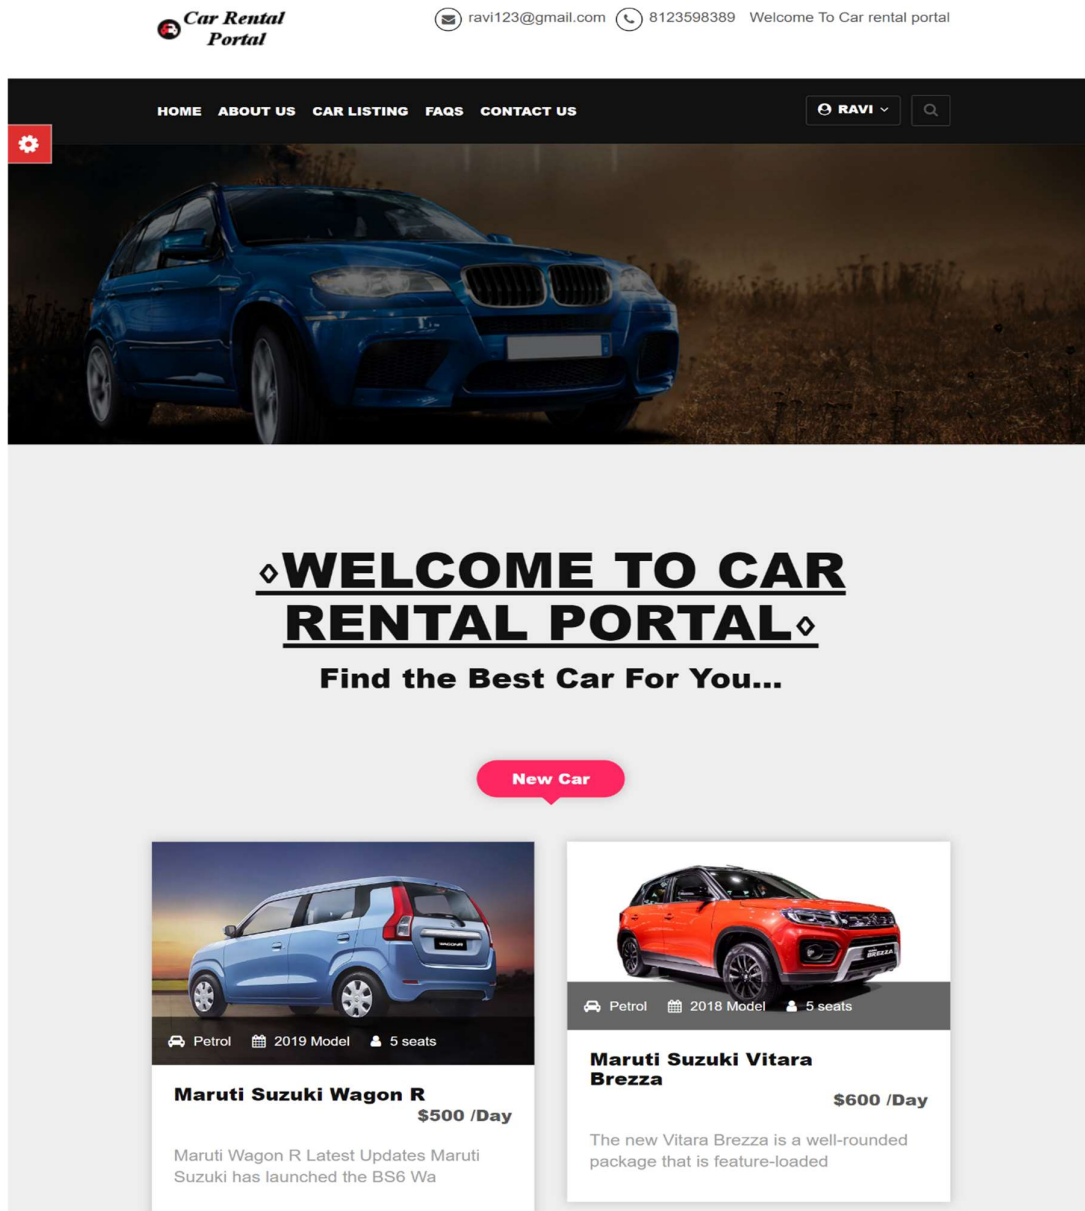 Car Rental
Portal
ravi123@gmail.com 8123598389 Welcome To Car rental portal
HOME ABOUT US CAR LISTING FAQS CONTACT US RAVI
◊WELCOME TO CAR
RENTAL PORTAL◊
Find the Best Car For You...
New Car
WAGONR
Petrol 2019 Model 5 seats
Maruti Suzuki Wagon R
$500 /Day
Maruti Wagon R Latest Updates Maruti
Suzuki has launched the BS6 Wa
BREZZA
Petrol 2018 Model 5 seats
Maruti Suzuki Vitara
Brezza
$600 /Day
The new Vitara Brezza is a well-rounded
package that is feature-loaded